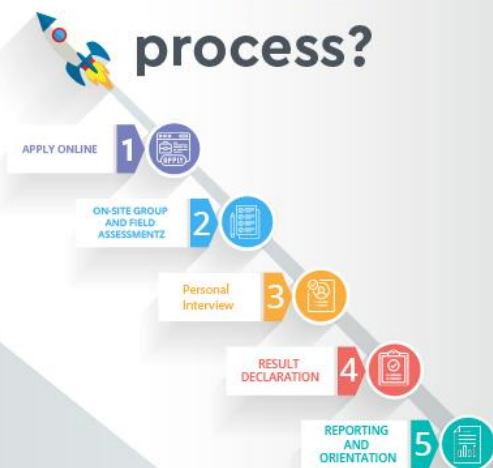 process?
APPLY ONLINE
1
APPLY
ON-SITE GROUP
AND FIELD
ASSESSMENTZ
2
Personal
Interview
3
RESULT
DECLARATION
4
REPORTING
AND
ORIENTATION
5